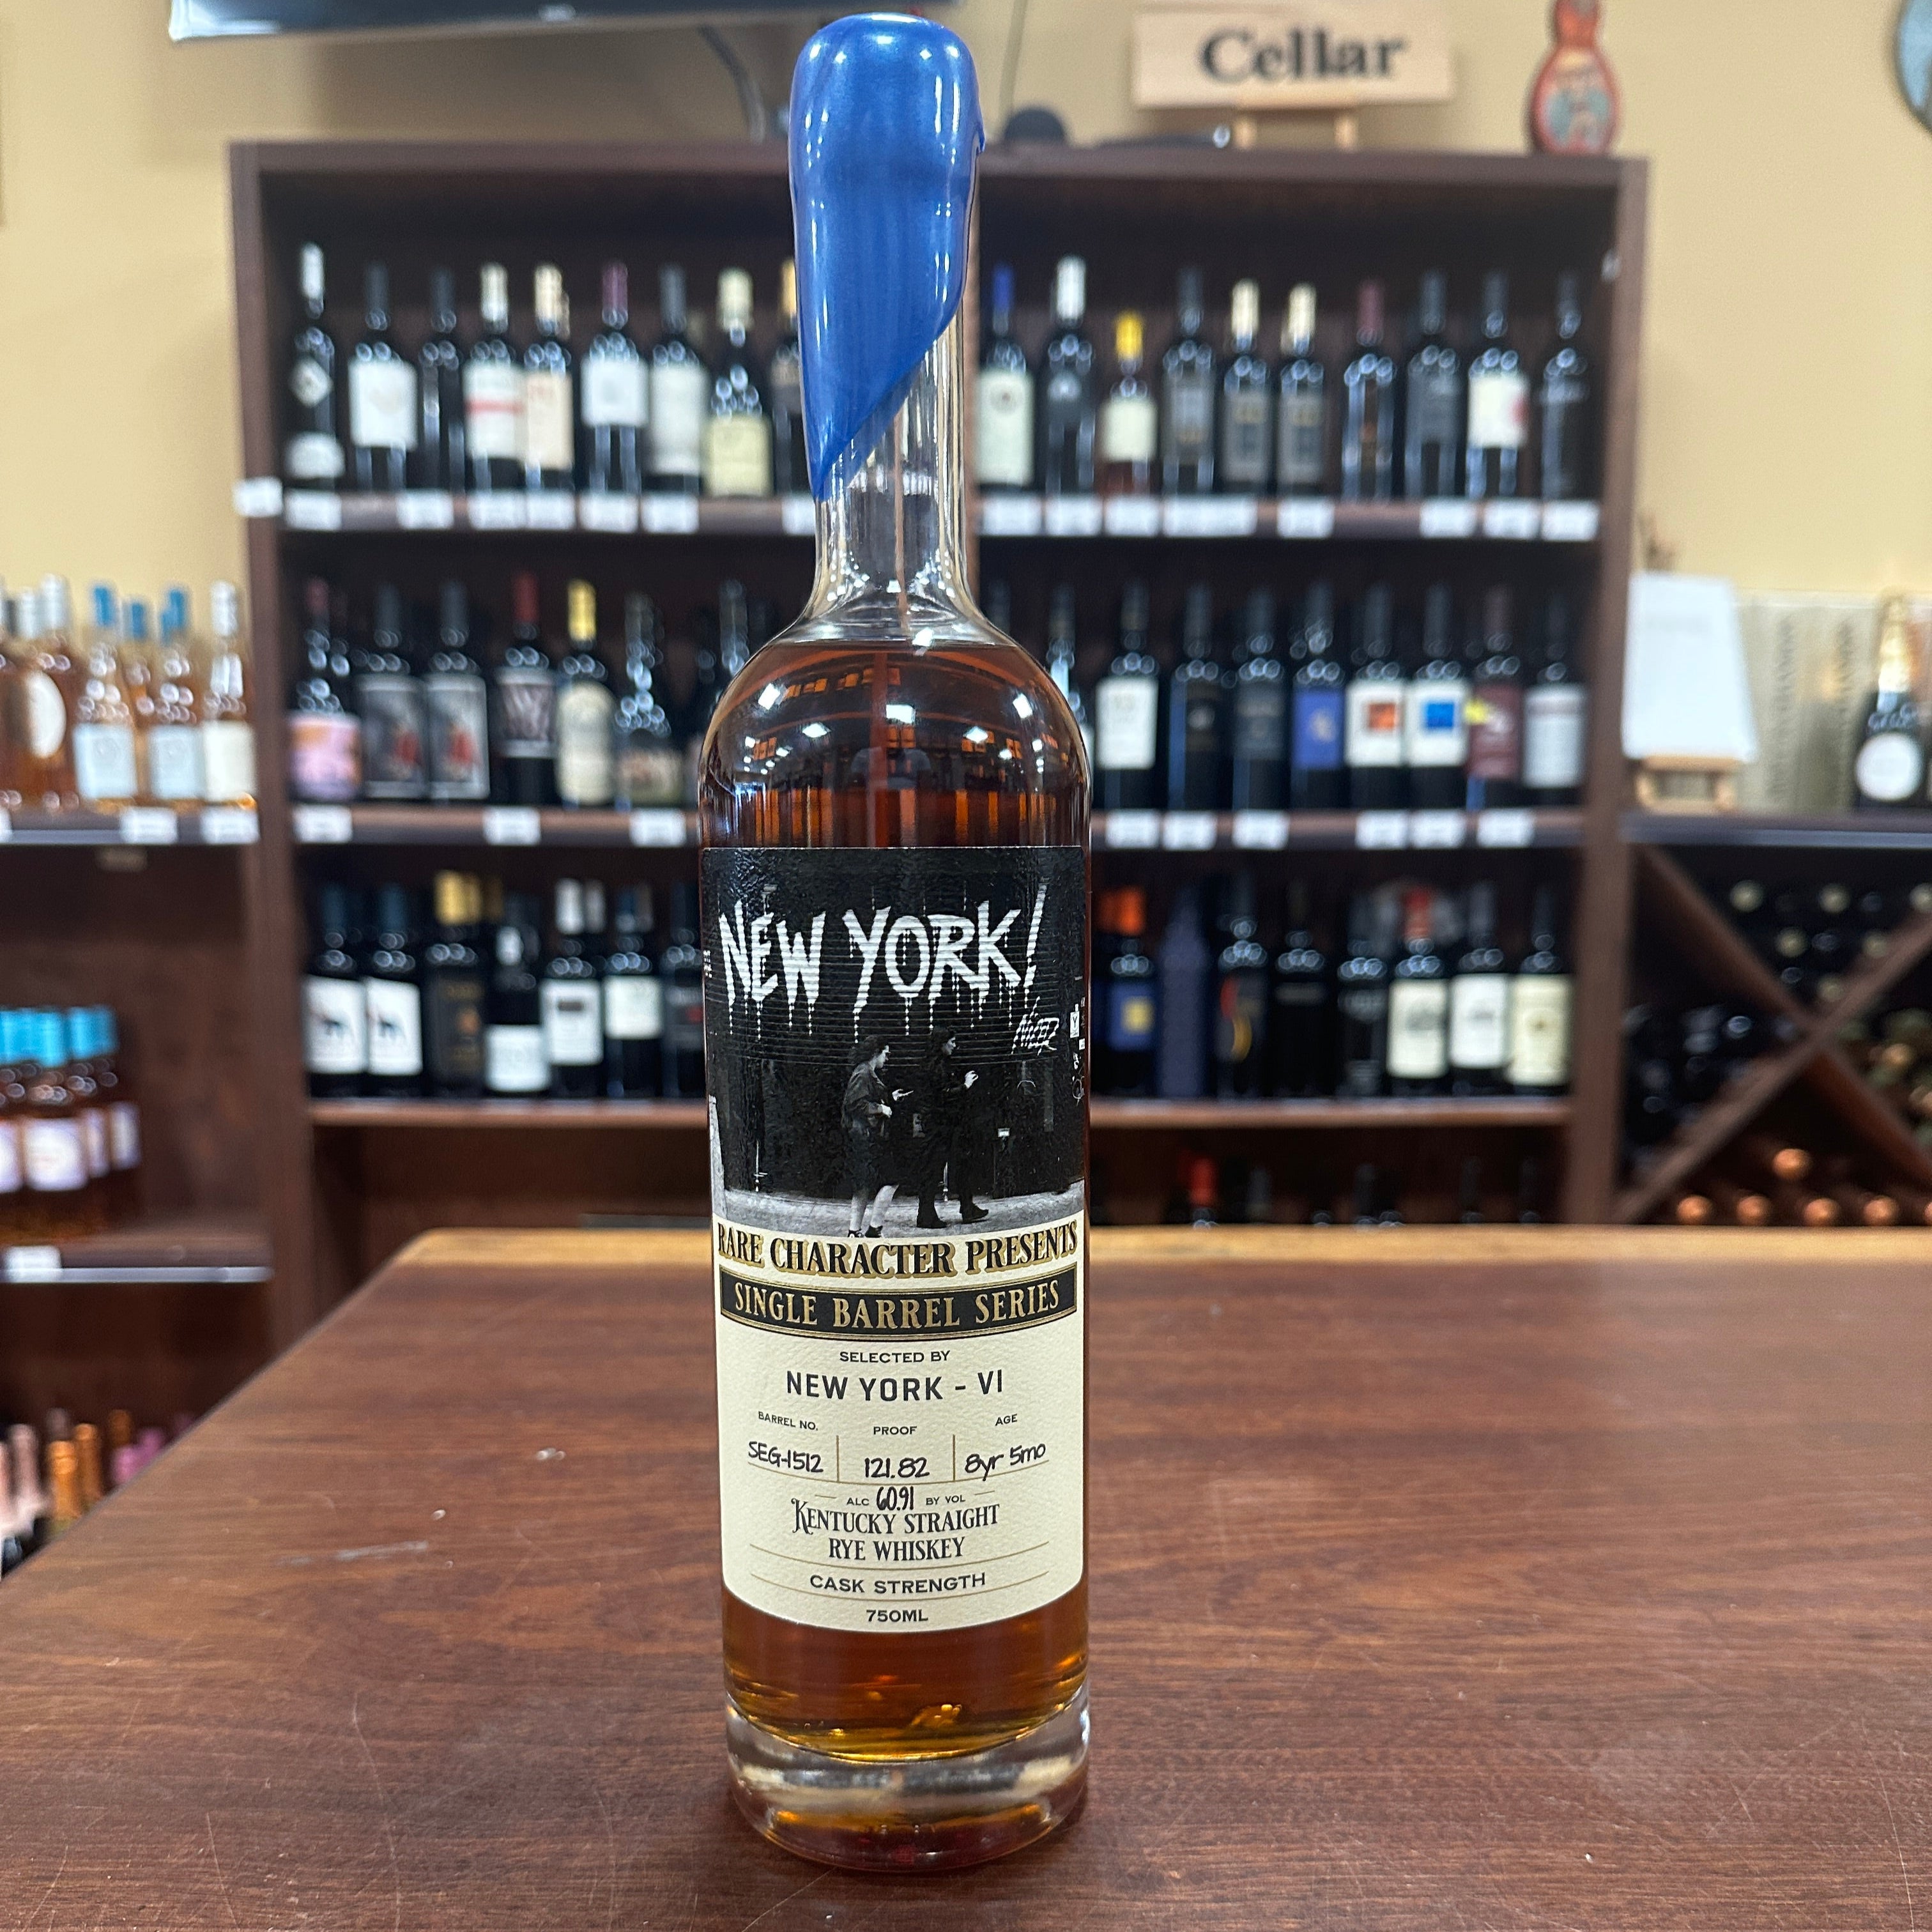 Cellar
NEW YORK!
RARE CHARACTER PRESENTS
SINGLE BARREL SERIES
SELECTED BY
NEW YORK - VI
BARREL NO. PROOF AGE
SEG-1512 121.82 8yr 5mo
ALC 60.91 BY VOL
KENTUCKY STRAIGHT
RYE WHISKEY
CASK STRENGTH
750ML